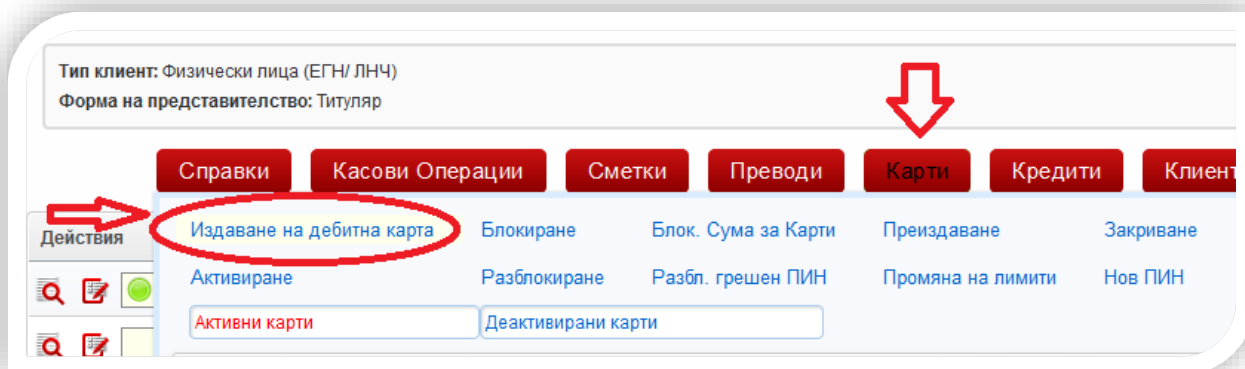 Тип клиент: Физически лица (ЕГН/ ЛНЧ)
Форма на представителство: Титуляр
Справки Касови Операции Сметки Преводи Карти Кредити Клиент
Действия
Издаване на дебитна карта Блокиране Блок. Сума за Карти Преиздаване Закриване
Активиране Разблокиране Разбл. грешен ПИН Промяна на лимити Нов ПИН
Активни карти Деактивирани карти